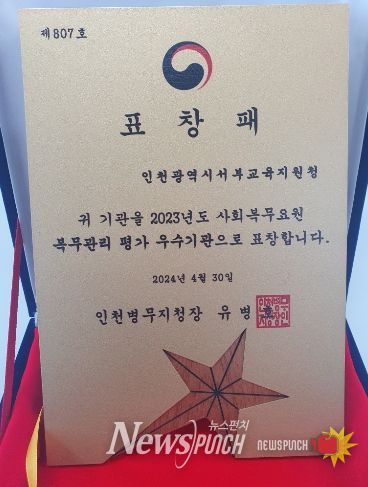 제807호
표 창 패
인천광역시서부교육지원청
귀 기관을 2023년도 사회복무요원
복무관리 평가 우수기관으로 표창합니다.
2024년 4월 30일
인천병무지청장 유 병 호
뉴스펀치
NEWSPUNCH NEWSPUNCH